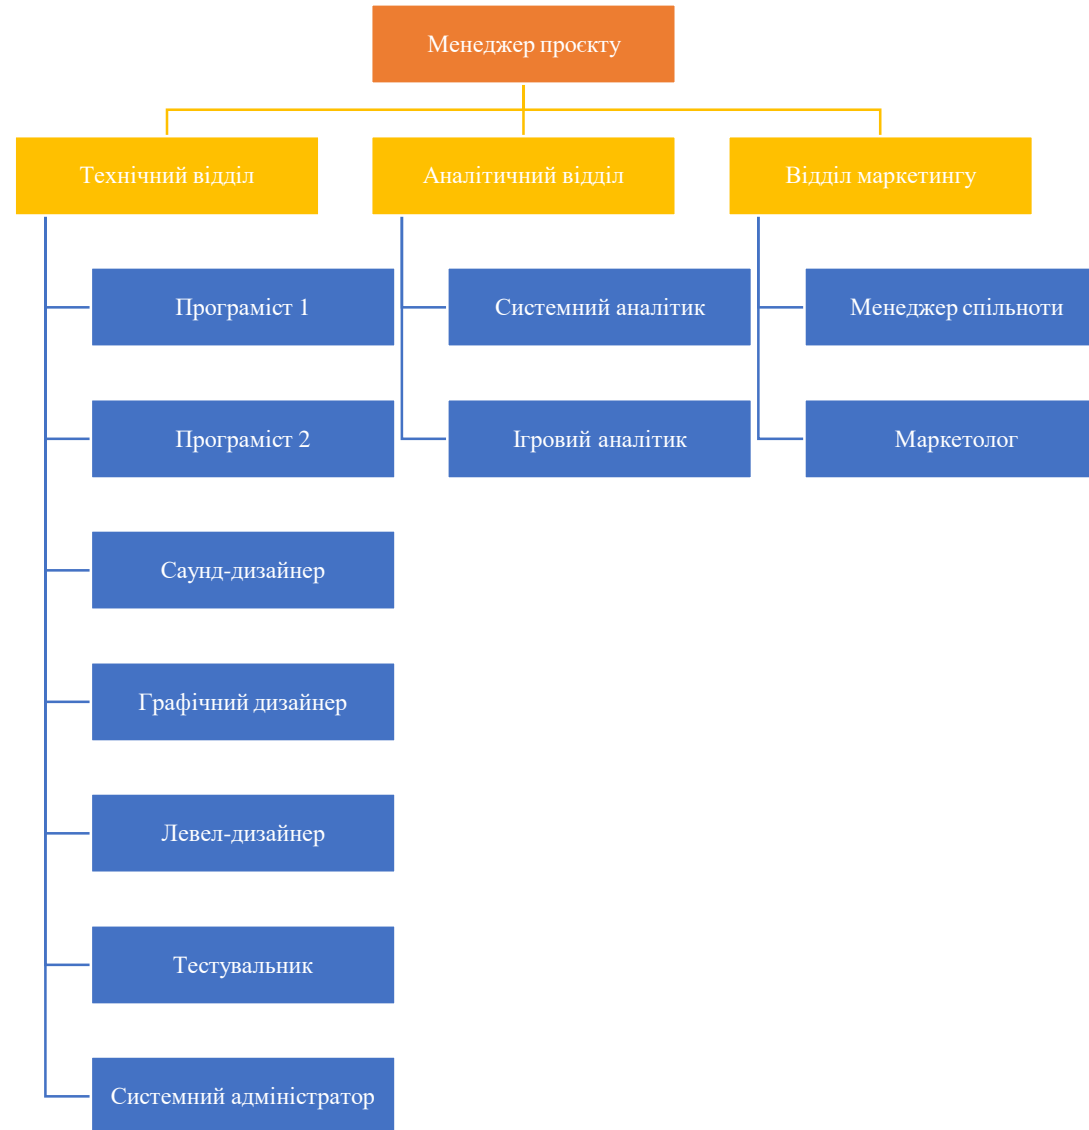 Менеджер проєкту
Технічний відділ
Аналітичний відділ
Відділ маркетингу
Програміст 1
Системний аналітик
Менеджер спільноти
Програміст 2
Ігровий аналітик
Маркетолог
Саунд-дизайнер
Графічний дизайнер
Левел-дизайнер
Тестувальник
Системний адміністратор